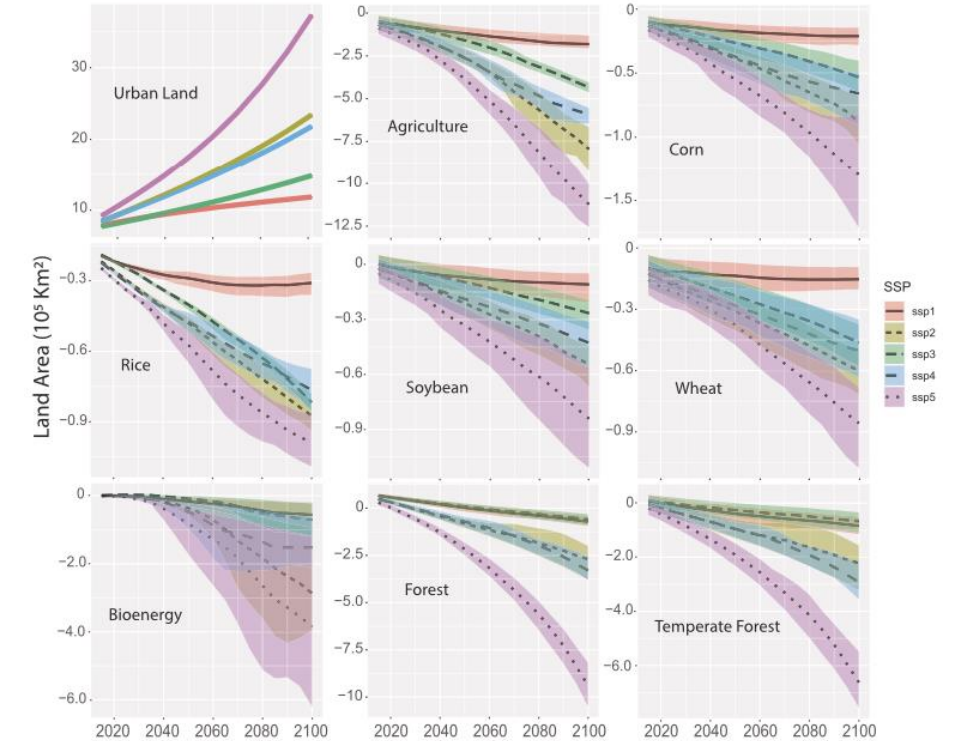 30
20
10
Urban Land
0
−2.5
−5.0
−7.5
−10
−12.5
Agriculture
0
−0.5
−1.0
−1.5
Corn
Land Area (10⁵ Km²)
−0.3
−0.6
−0.9
Rice
0
−0.3
−0.6
−0.9
Soybean
0
−0.3
−0.6
−0.9
Wheat
SSP
ssp1
ssp2
ssp3
ssp4
ssp5
0
−2.0
−4.0
−6.0
Bioenergy
0
−2.5
−5.0
−7.5
−10
Forest
0
−2.0
−4.0
−6.0
Temperate Forest
2020 2040 2060 2080 2100
2020 2040 2060 2080 2100
2020 2040 2060 2080 2100